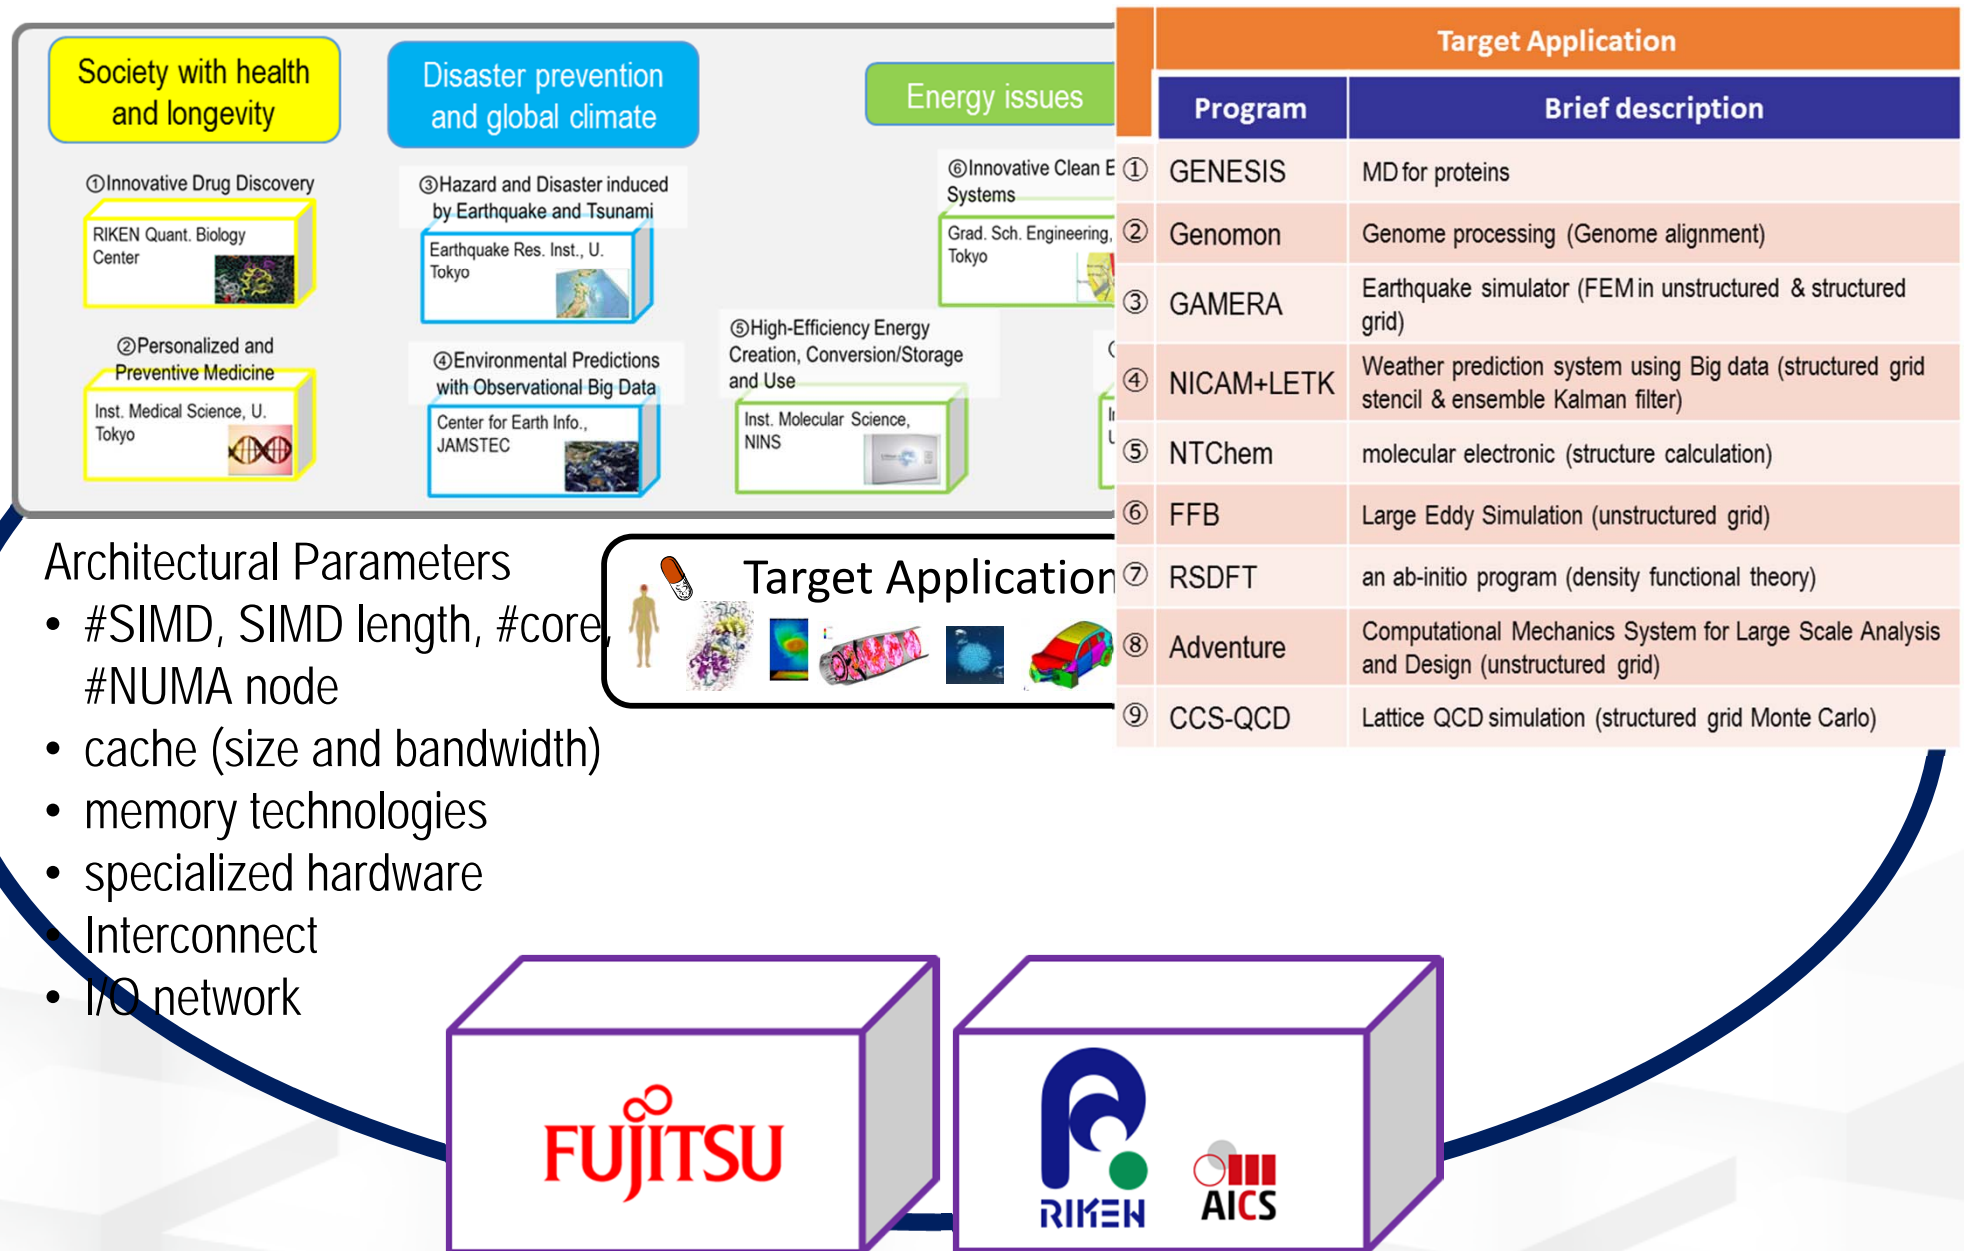 Society with health
and longevity
Disaster prevention
and global climate
Energy issues
①Innovative Drug Discovery
RIKEN Quant. Biology
Center
②Personalized and
Preventive Medicine
Inst. Medical Science, U.
Tokyo
③Hazard and Disaster induced
by Earthquake and Tsunami
Earthquake Res. Inst., U.
Tokyo
④Environmental Predictions
with Observational Big Data
Center for Earth Info.,
JAMSTEC
⑤High-Efficiency Energy
Creation, Conversion/Storage
and Use
Inst. Molecular Science,
NINS
⑥Innovative Clean E
Systems
Grad. Sch. Engineering,
Tokyo
Target Application
Program Brief description
① GENESIS MD for proteins
② Genomon Genome processing (Genome alignment)
③ GAMERA Earthquake simulator (FEM in unstructured & structured
grid)
④ NICAM+LETK Weather prediction system using Big data (structured grid
stencil & ensemble Kalman filter)
⑤ NTChem molecular electronic (structure calculation)
⑥ FFB Large Eddy Simulation (unstructured grid)
⑦ RSDFT an ab-initio program (density functional theory)
⑧ Adventure Computational Mechanics System for Large Scale Analysis
and Design (unstructured grid)
⑨ CCS-QCD Lattice QCD simulation (structured grid Monte Carlo)
Target Application
Architectural Parameters
• #SIMD, SIMD length, #core,
#NUMA node
• cache (size and bandwidth)
• memory technologies
• specialized hardware
• Interconnect
• I/O network
FUJITSU
RIKEN
AICS